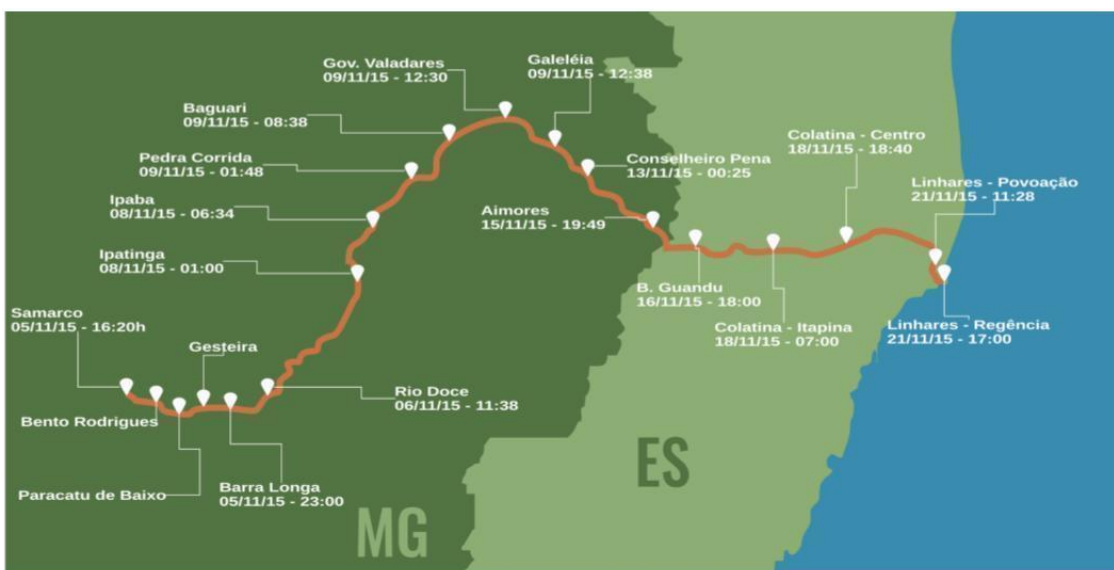 Gov. Valadares
09/11/15 - 12:30
Galeléia
09/11/15 - 12:38
Baguari
09/11/15 - 08:38
Colatina - Centro
18/11/15 - 18:40
Pedra Corrida
09/11/15 - 01:48
Conselheiro Pena
13/11/15 - 00:25
Linhares - Povoação
21/11/15 - 11:28
Ipaba
08/11/15 - 06:34
Aimores
15/11/15 - 19:49
Ipatinga
08/11/15 - 01:00
B. Guandu
16/11/15 - 18:00
Samarco
05/11/15 - 16:20h
Colatina - Itapina
18/11/15 - 07:00
Linhares - Regência
21/11/15 - 17:00
Gesteira
Rio Doce
06/11/15 - 11:38
Bento Rodrigues
Paracatu de Baixo
Barra Longa
05/11/15 - 23:00
ES
MG